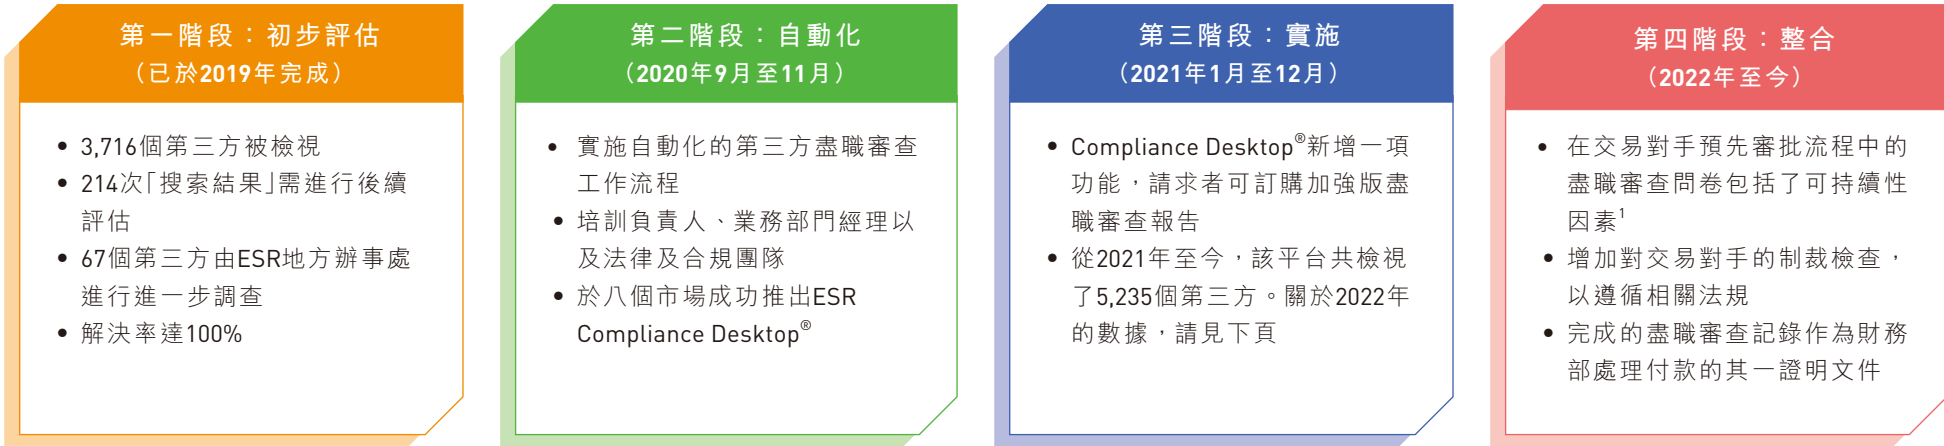 第一階段：初步評估
（已於2019年完成）
• 3,716個第三方被檢視
• 214次「搜索結果」需進行後續
評估
• 67個第三方由ESR地方辦事處
進行進一步調查
• 解決率達100%
第二階段：自動化
（2020年9月至11月）
• 實施自動化的第三方盡職審查
工作流程
• 培訓負責人、業務部門經理以
及法律及合規團隊
• 於八個市場成功推出ESR
Compliance Desktop®
第三階段：實施
（2021年1月至12月）
• Compliance Desktop®新增一項
功能，請求者可訂購加強版盡
職審查報告
• 從2021年至今，該平台共檢視
了5,235個第三方。關於2022年
的數據，請見下頁
第四階段：整合
（2022年至今）
• 在交易對手預先審批流程中的
盡職審查問卷包括了可持續性
因素¹
• 增加對交易對手的制裁檢查，
以遵循相關法規
• 完成的盡職審查記錄作為財務
部處理付款的其一證明文件